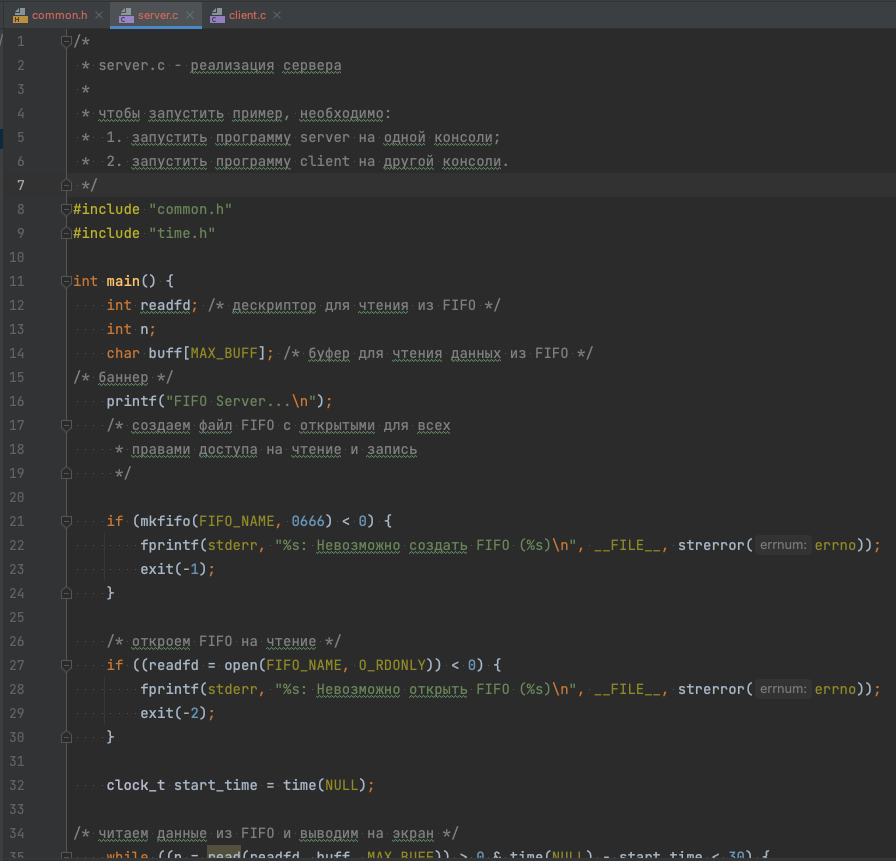 common.h server.c client.c
1 /*
2 * server.c - реализация сервера
3 *
4 * чтобы запустить пример, необходимо:
5 * 1. запустить программу server на одной консоли;
6 * 2. запустить программу client на другой консоли.
7 */
8 #include "common.h"
9 #include "time.h"
10
11 int main() {
12 int readfd; /* дескриптор для чтения из FIFO */
13 int n;
14 char buff[MAX_BUFF]; /* буфер для чтения данных из FIFO */
15 /* баннер */
16 printf("FIFO Server...\n");
17 /* создаем файл FIFO с открытыми для всех
18 * правами доступа на чтение и запись
19 */
20
21 if (mkfifo(FIFO_NAME, 0666) < 0) {
22 fprintf(stderr, "%s: Невозможно создать FIFO (%s)\n", __FILE__, strerror( errnum: errno));
23 exit(-1);
24 }
25
26 /* откроем FIFO на чтение */
27 if ((readfd = open(FIFO_NAME, O_RDONLY)) < 0) {
28 fprintf(stderr, "%s: Невозможно открыть FIFO (%s)\n", __FILE__, strerror( errnum: errno));
29 exit(-2);
30 }
31
32 clock_t start_time = time(NULL);
33
34 /* читаем данные из FIFO и выводим на экран */
35 while ((n = read(readfd, buff, MAX_BUFF)) > 0 & time(NULL) - start_time < 30) {